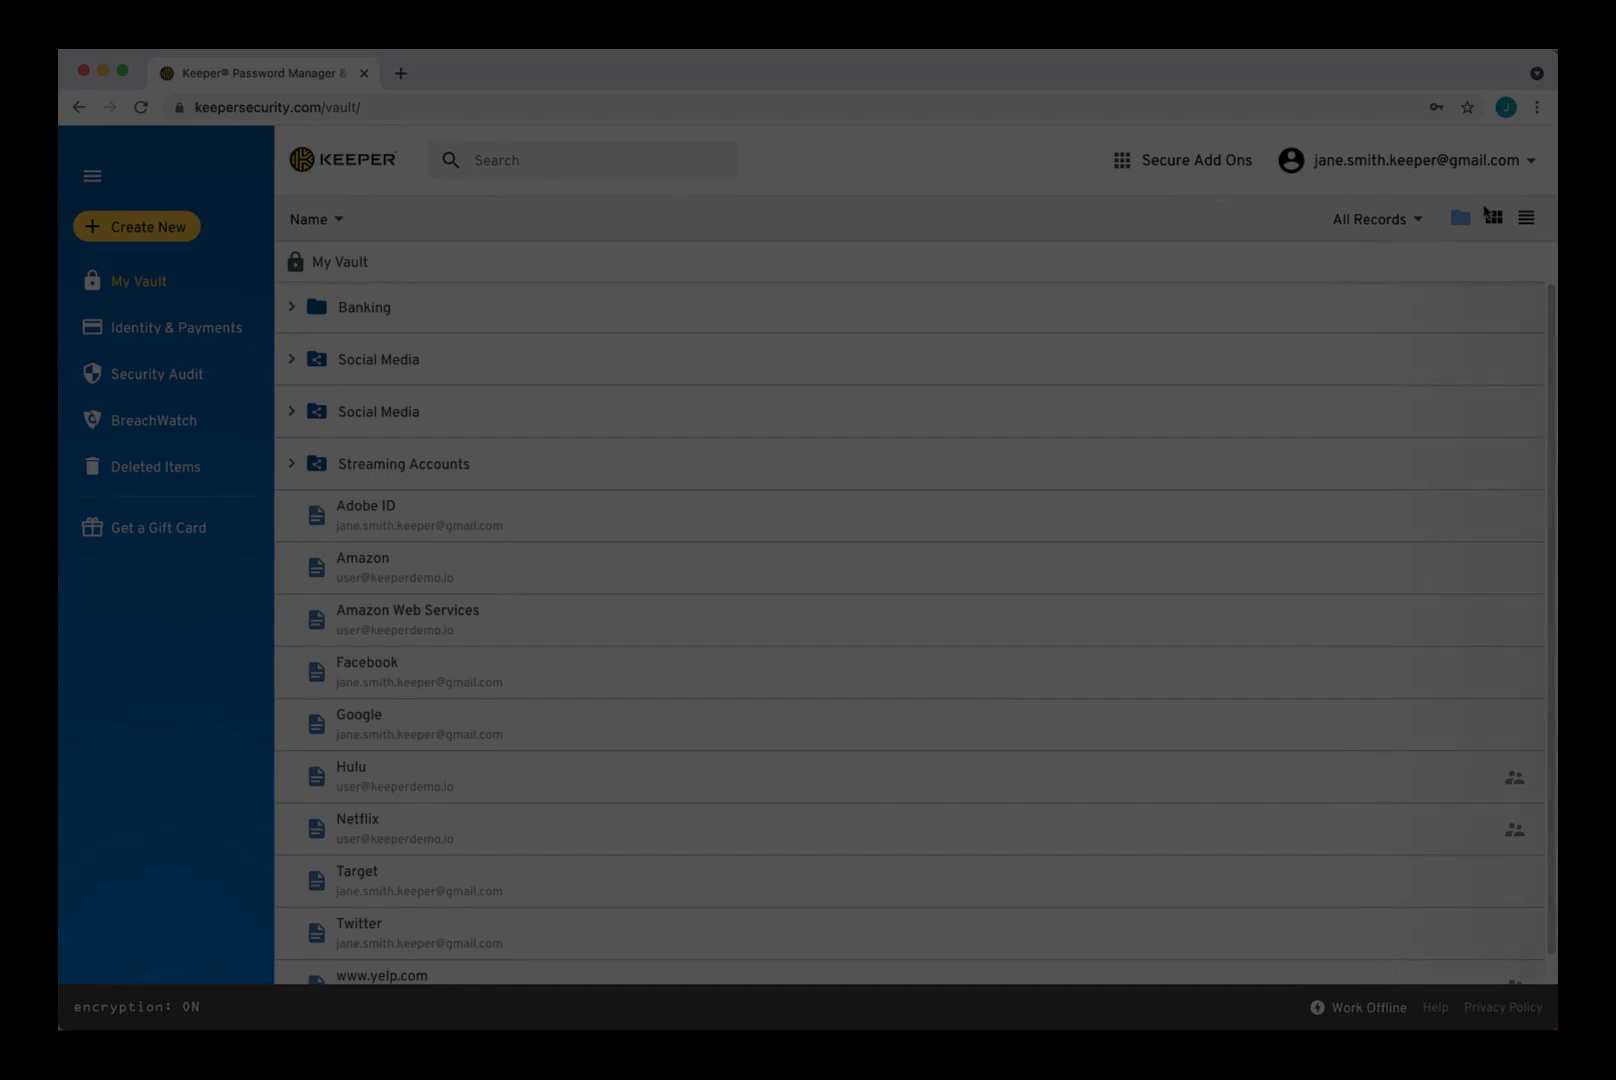 Keeper® Password Manager &
keepersecurity.com/vault/
J
KEEPER
Search
Secure Add Ons
jane.smith.keeper@gmail.com
Create New
Name
All Records
My Vault
My Vault
Identity & Payments
Security Audit
BreachWatch
Deleted Items
Get a Gift Card
Banking
Social Media
Social Media
Streaming Accounts
Adobe ID
jane.smith.keeper@gmail.com
Amazon
user@keeperdemo.io
Amazon Web Services
user@keeperdemo.io
Facebook
jane.smith.keeper@gmail.com
Google
jane.smith.keeper@gmail.com
Hulu
user@keeperdemo.io
Netflix
user@keeperdemo.io
Target
jane.smith.keeper@gmail.com
Twitter
jane.smith.keeper@gmail.com
www.yelp.com
encryption: ON
Work Offline
Help
Privacy Policy